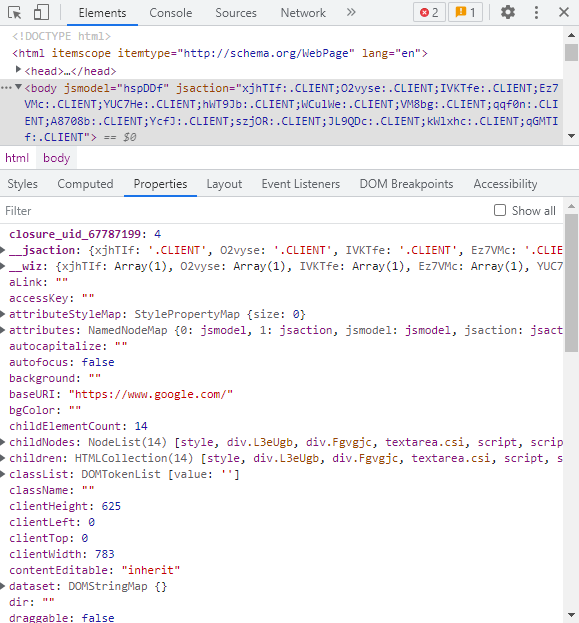 Elements Console Sources Network » 2 1
<!DOCTYPE html>
<html itemscope itemtype="http://schema.org/WebPage" lang="en">
<head>…</head>
<body jsmodel="hspDDf" jsaction="xjhTIf:.CLIENT;O2vyse:.CLIENT;IVKTfe:.CLIENT;Ez7
VMc:.CLIENT;YUC7He:.CLIENT;hWT9Jb:.CLIENT;WCulWe:.CLIENT;VM8bg:.CLIENT;qqf0n:.CLI
ENT;A8708b:.CLIENT;YcfJ:.CLIENT;szjOR:.CLIENT;JL9QDc:.CLIENT;kWlxhc:.CLIENT;qGMTI
f:.CLIENT"> == $0
html body
Styles Computed Properties Layout Event Listeners DOM Breakpoints Accessibility
Filter Show all
closure_uid_67787199: 4
__jsaction: {xjhTIf: '.CLIENT', O2vyse: '.CLIENT', IVKTfe: '.CLIENT', Ez7VMc: '.CLIE
__wiz: {xjhTIf: Array(1), O2vyse: Array(1), IVKTfe: Array(1), Ez7VMc: Array(1), YUC7
aLink: ""
accessKey: ""
attributeStyleMap: StylePropertyMap {size: 0}
attributes: NamedNodeMap {0: jsmodel, 1: jsaction, jsmodel: jsmodel, jsaction: jsact
autocapitalize: ""
autofocus: false
background: ""
baseURI: "https://www.google.com/"
bgColor: ""
childElementCount: 14
childNodes: NodeList(14) [style, div.L3eUgb, div.Fgvgjc, textarea.csi, script, scrip
children: HTMLCollection(14) [style, div.L3eUgb, div.Fgvgjc, textarea.csi, script, s
classList: DOMTokenList [value: '']
className: ""
clientHeight: 625
clientLeft: 0
clientTop: 0
clientWidth: 783
contentEditable: "inherit"
dataset: DOMStringMap {}
dir: ""
draggable: false